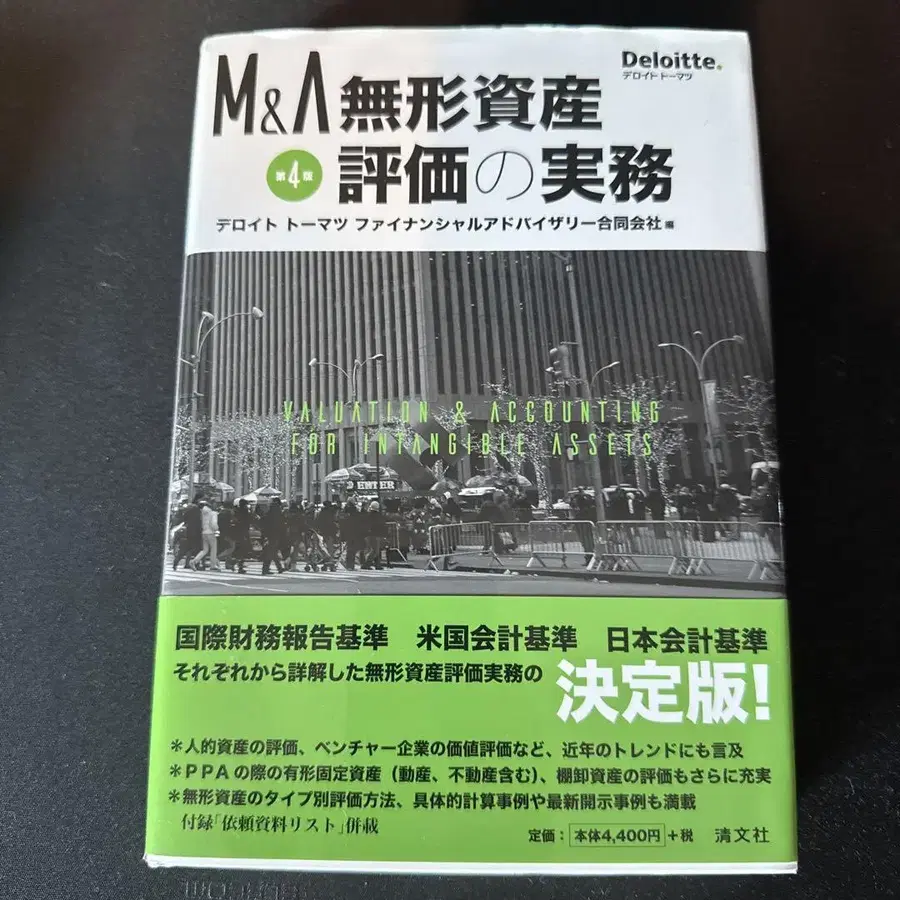 M&A 無形資産
Deloitte.
デロイト トーマツ
第4版
評価の実務
デロイト トーマツ ファイナンシャルアドバイザリー合同会社 編
VALUATION & ACCOUNTING
FOR INTANGIBLE ASSETS
国際財務報告基準 米国会計基準 日本会計基準
それぞれから詳解した無形資産評価実務の
決定版!
*人的資産の評価、ベンチャー企業の価値評価など、近年のトレンドにも言及
*PPAの際の有形固定資産(動産、不動産含む)、棚卸資産の評価もさらに充実
*無形資産のタイプ別評価方法、具体的計算事例や最新開示事例も満載
付録「依頼資料リスト」併載
定価: 本体4,400円 +税 清文社